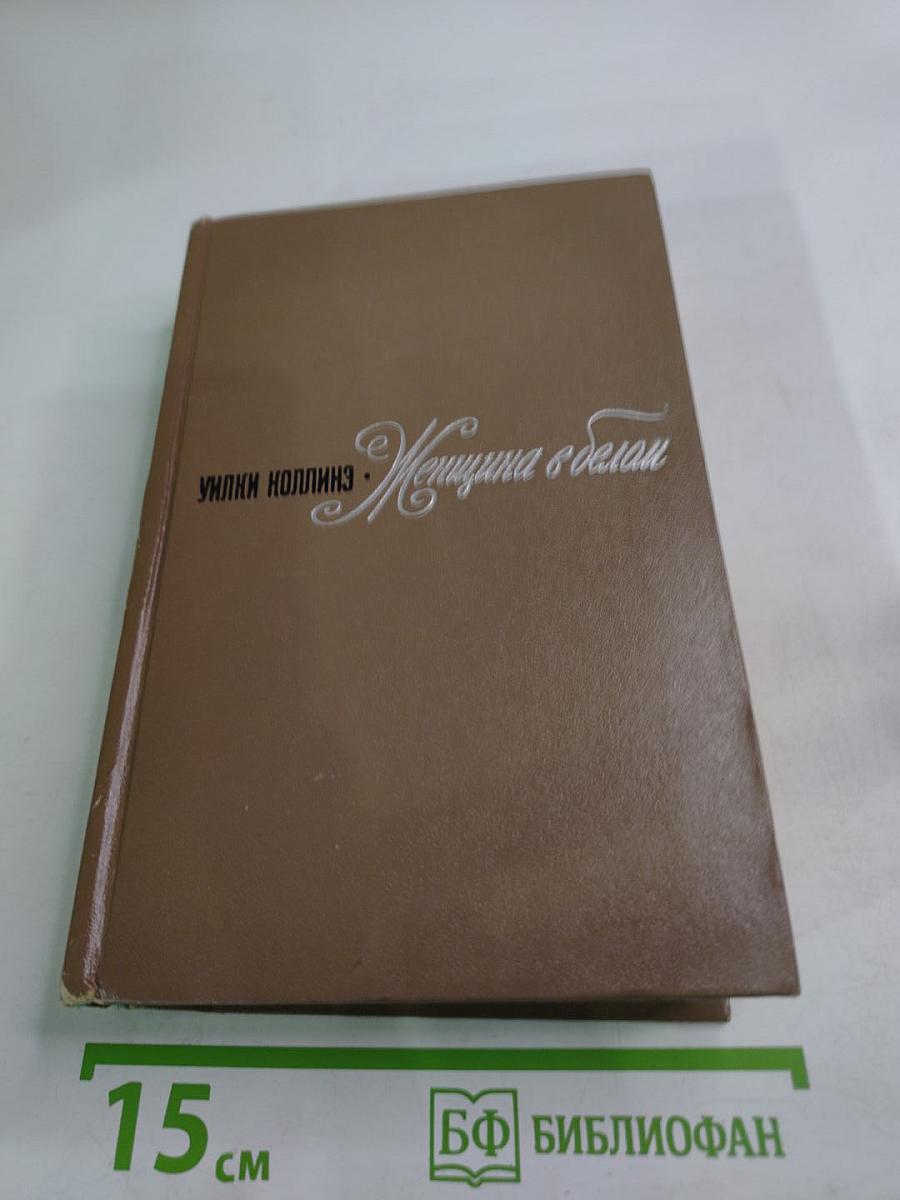 УИЛКИ КОЛЛИНЗ • Женщина в белом
15 см
БФ БИБЛИОФАН